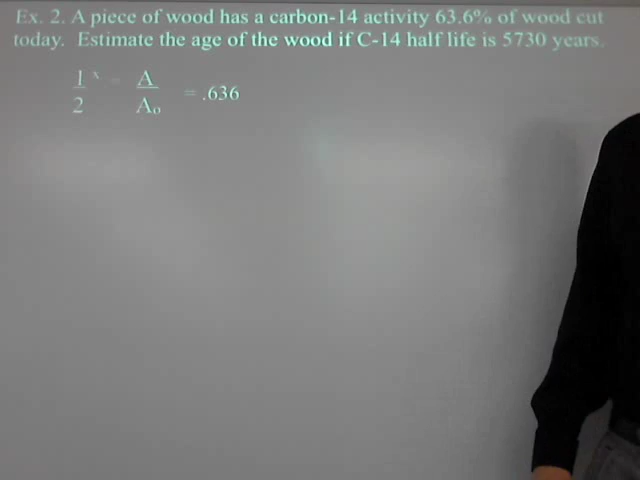 Ex. 2. A piece of wood has a carbon-14 activity 63.6% of wood cut
today. Estimate the age of the wood if C-14 half life is 5730 years.
1 x = A = .636
2 Ao